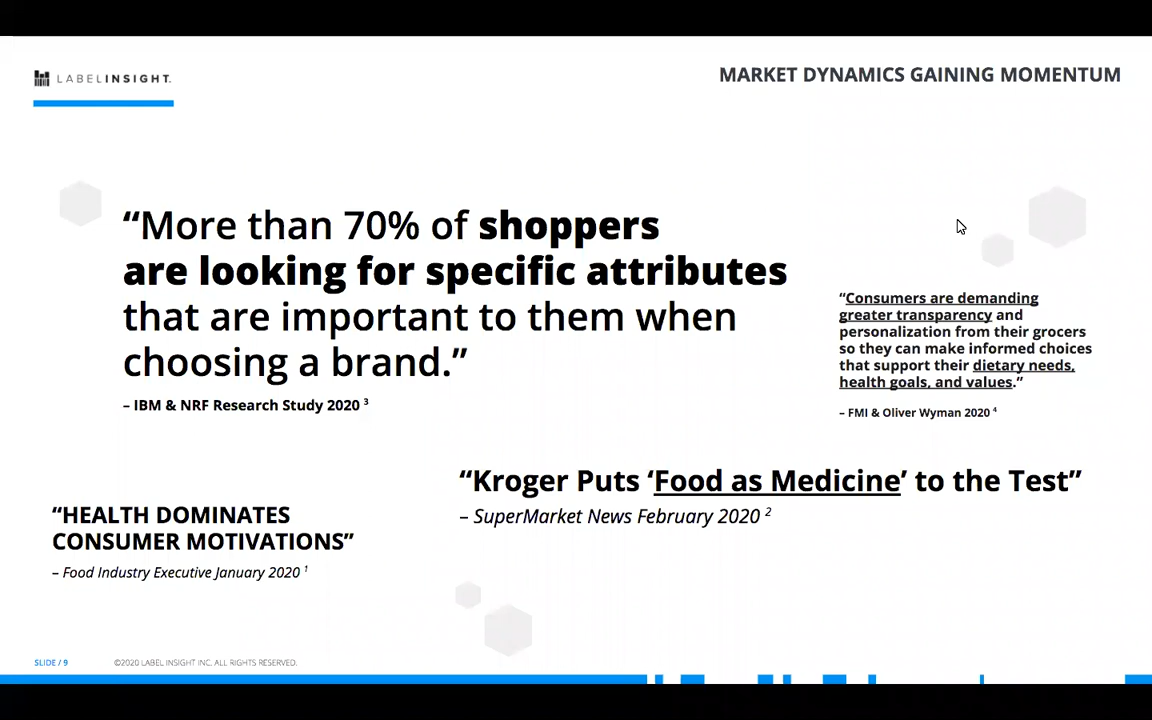 LABELINSIGHT.
MARKET DYNAMICS GAINING MOMENTUM
“More than 70% of shoppers
are looking for specific attributes
that are important to them when
choosing a brand.”
– IBM & NRF Research Study 2020 3
“Consumers are demanding
greater transparency and
personalization from their grocers
so they can make informed choices
that support their dietary needs,
health goals, and values.”
– FMI & Oliver Wyman 2020 4
“Kroger Puts ‘Food as Medicine’ to the Test”
– SuperMarket News February 2020 2
“HEALTH DOMINATES
CONSUMER MOTIVATIONS”
– Food Industry Executive January 2020 1
SLIDE / 9
©2020 LABEL INSIGHT INC. ALL RIGHTS RESERVED.